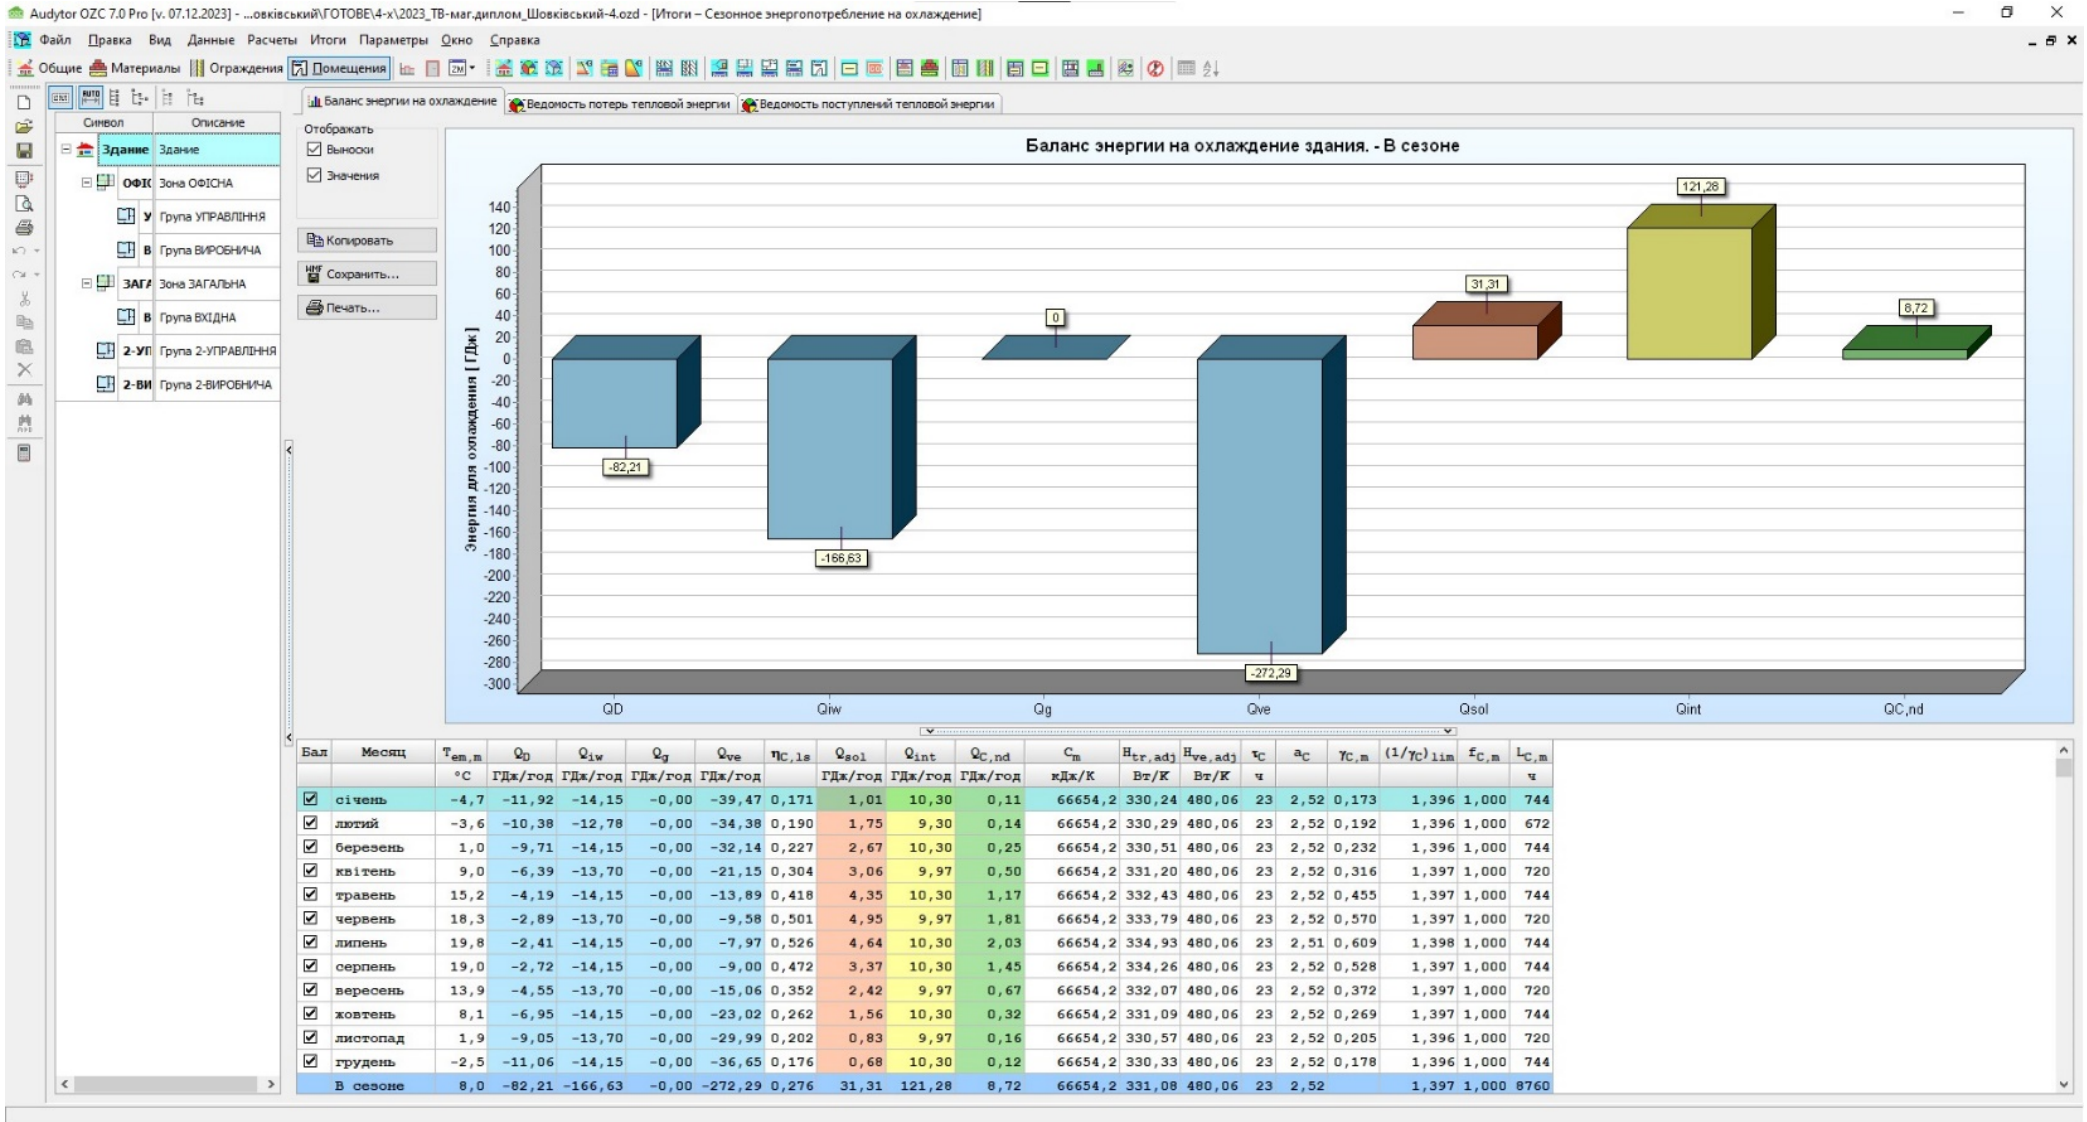 Audytor OZC 7.0 Pro [v. 07.12.2023] - ...овкiвський\ГОТОВЕ\4-х\2023_ТВ-маг.диплом_Шовкiвський-4.ozd - [Итоги – Сезонное энергопотребление на охлаждение]
Файл Правка Вид Данные Расчеты Итоги Параметры Окно Справка
Общие Материалы Ограждения Помещения
Символ Описание
Здание Здание
ОФІС Зона ОФІСНА
У Група УПРАВЛІННЯ
В Група ВИРОБНИЧА
ЗАГА Зона ЗАГАЛЬНА
В Група ВХІДНА
2-УП Група 2-УПРАВЛІННЯ
2-ВИ Група 2-ВИРОБНИЧА
Баланс энергии на охлаждение Ведомость потерь тепловой энергии Ведомость поступлений тепловой энергии
Отображать
Выноски
Значения
Копировать
Сохранить...
Печать...
Баланс энергии на охлаждение здания. - В сезоне
Энергия для охлаждения [ГДж]
140
120
100
80
60
40
20
0
-20
-40
-60
-80
-100
-120
-140
-160
-180
-200
-220
-240
-260
-280
-300
-82,21
-166,63
0
-272,29
31,31
121,28
8,72
QD Qiw Qg Qve Qsol Qint QC,nd
Бал Месяц Tem,m QD Qiw Qg Qve ηC,ls Qsol Qint QC,nd Cm Htr,adj Hve,adj τC aC γC,m (1/γC)lim fC,m LC,m
°C ГДж/год ГДж/год ГДж/год ГДж/год ГДж/год ГДж/год ГДж/год кДж/K Вт/K Вт/K ч ч
січень -4,7 -11,92 -14,15 -0,00 -39,47 0,171 1,01 10,30 0,11 66654,2 330,24 480,06 23 2,52 0,173 1,396 1,000 744
лютий -3,6 -10,38 -12,78 -0,00 -34,38 0,190 1,75 9,30 0,14 66654,2 330,29 480,06 23 2,52 0,192 1,396 1,000 672
березень 1,0 -9,71 -14,15 -0,00 -32,14 0,227 2,67 10,30 0,25 66654,2 330,51 480,06 23 2,52 0,232 1,396 1,000 744
квітень 9,0 -6,39 -13,70 -0,00 -21,15 0,304 3,06 9,97 0,50 66654,2 331,20 480,06 23 2,52 0,316 1,397 1,000 720
травень 15,2 -4,19 -14,15 -0,00 -13,89 0,418 4,35 10,30 1,17 66654,2 332,43 480,06 23 2,52 0,455 1,397 1,000 744
червень 18,3 -2,89 -13,70 -0,00 -9,58 0,501 4,95 9,97 1,81 66654,2 333,79 480,06 23 2,52 0,570 1,397 1,000 720
липень 19,8 -2,41 -14,15 -0,00 -7,97 0,526 4,64 10,30 2,03 66654,2 334,93 480,06 23 2,51 0,609 1,398 1,000 744
серпень 19,0 -2,72 -14,15 -0,00 -9,00 0,472 3,37 10,30 1,45 66654,2 334,26 480,06 23 2,52 0,528 1,397 1,000 744
вересень 13,9 -4,55 -13,70 -0,00 -15,06 0,352 2,42 9,97 0,67 66654,2 332,07 480,06 23 2,52 0,372 1,397 1,000 720
жовтень 8,1 -6,95 -14,15 -0,00 -23,02 0,262 1,56 10,30 0,32 66654,2 331,09 480,06 23 2,52 0,269 1,397 1,000 744
листопад 1,9 -9,05 -13,70 -0,00 -29,99 0,202 0,83 9,97 0,16 66654,2 330,57 480,06 23 2,52 0,205 1,396 1,000 720
грудень -2,5 -11,06 -14,15 -0,00 -36,65 0,176 0,68 10,30 0,12 66654,2 330,33 480,06 23 2,52 0,178 1,396 1,000 744
В сезоне 8,0 -82,21 -166,63 -0,00 -272,29 0,276 31,31 121,28 8,72 66654,2 331,08 480,06 23 2,52 1,397 1,000 8760